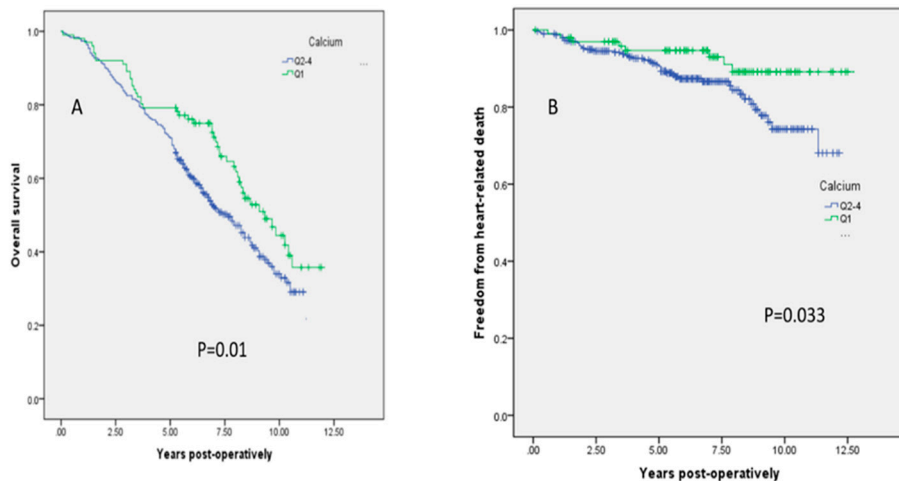 A
Calcium
Q2-4
Q1
...
1.0
0.8
0.6
0.4
0.2
0.0
Overall survival
P=0.01
.00 2.50 5.00 7.50 10.00 12.50
Years post-operatively
B
1.0
0.8
0.6
0.4
0.2
0.0
Freedom from heart-related death
Calcium
Q2-4
Q1
...
P=0.033
.00 2.50 5.00 7.50 10.00 12.50
Years post-operatively